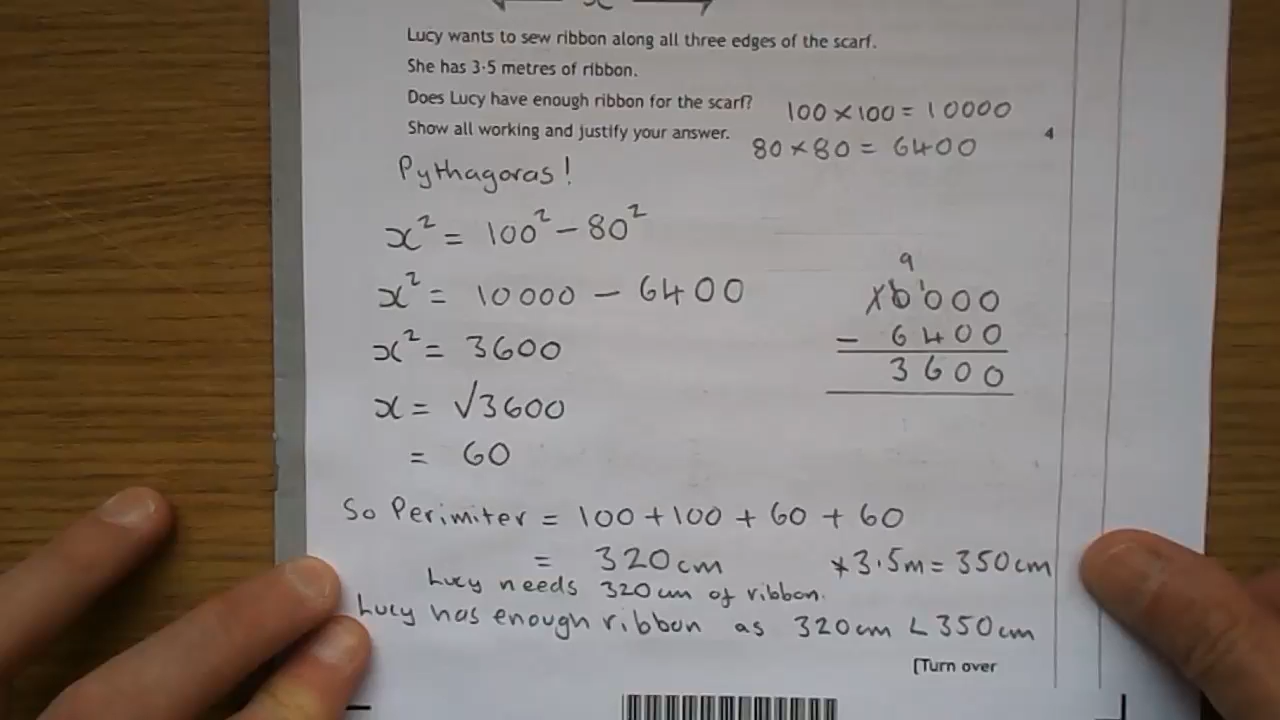 x
Lucy wants to sew ribbon along all three edges of the scarf.
She has 3·5 metres of ribbon.
Does Lucy have enough ribbon for the scarf?
100 × 100 = 10000
Show all working and justify your answer.
4
80 × 80 = 6400
Pythagoras!
x² = 100² - 80²
x² = 10000 - 6400
x² = 3600
x = √3600
= 60
9
10¹000
- 6400
3600
So Perimiter = 100 + 100 + 60 + 60
= 320cm
* 3.5m = 350cm
Lucy needs 320cm of ribbon.
Lucy has enough ribbon as 320cm < 350cm
[Turn over